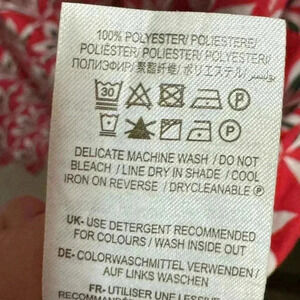 100% POLYESTER/ POLIESTERE/
POLIÉSTER/ POLIESTER/ POLYESTER/
ПОЛИЭФИР/ 聚酯纤维/ ポリエステル/ بوليستر
30 P
P
DELICATE MACHINE WASH / DO NOT
BLEACH / LINE DRY IN SHADE / COOL
IRON ON REVERSE / DRYCLEANABLE P
UK- USE DETERGENT RECOMMENDED
FOR COLOURS / WASH INSIDE OUT
DE- COLORWASCHMITTEL VERWENDEN/
AUF LINKS WASCHEN
FR- UTILISER UNE LESSIVE